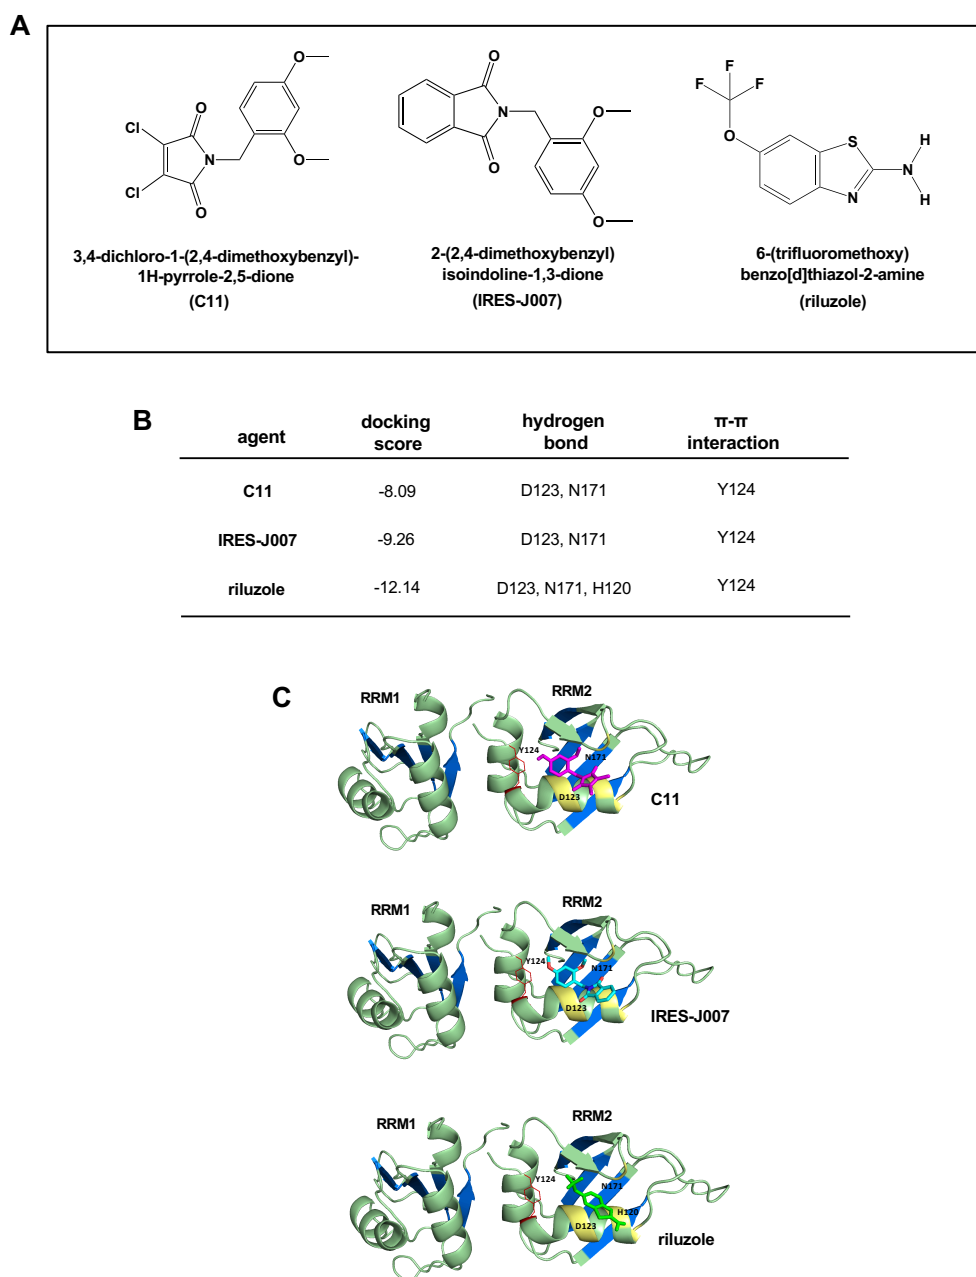 A
O
O
Cl
Cl
N
O
O
3,4-dichloro-1-(2,4-dimethoxybenzyl)-
1H-pyrrole-2,5-dione
(C11)
O
N
O
O
O
2-(2,4-dimethoxybenzyl)
isoindoline-1,3-dione
(IRES-J007)
F
F
F
O
S
N
N
H
H
6-(trifluoromethoxy)
benzo[d]thiazol-2-amine
(riluzole)
B
agent docking score hydrogen bond π-π interaction
C11 -8.09 D123, N171 Y124
IRES-J007 -9.26 D123, N171 Y124
riluzole -12.14 D123, N171, H120 Y124
C
RRM1 RRM2
Y124
N171
D123
C11
RRM1 RRM2
Y124
N171
D123
IRES-J007
RRM1 RRM2
Y124
N171
H120
D123
riluzole